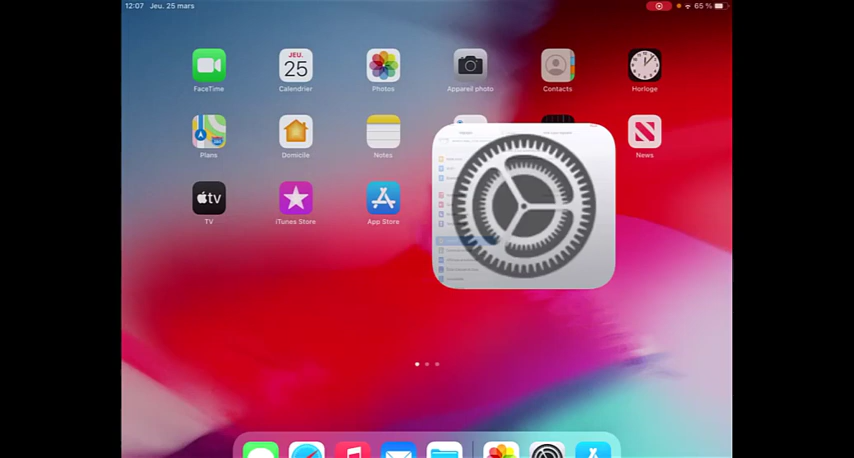 12:07 Jeu. 25 mars
65 %
JEU.
25
FaceTime
Calendrier
Photos
Appareil photo
Contacts
Horloge
Plans
Domicile
Notes
News
tv
TV
iTunes Store
App Store